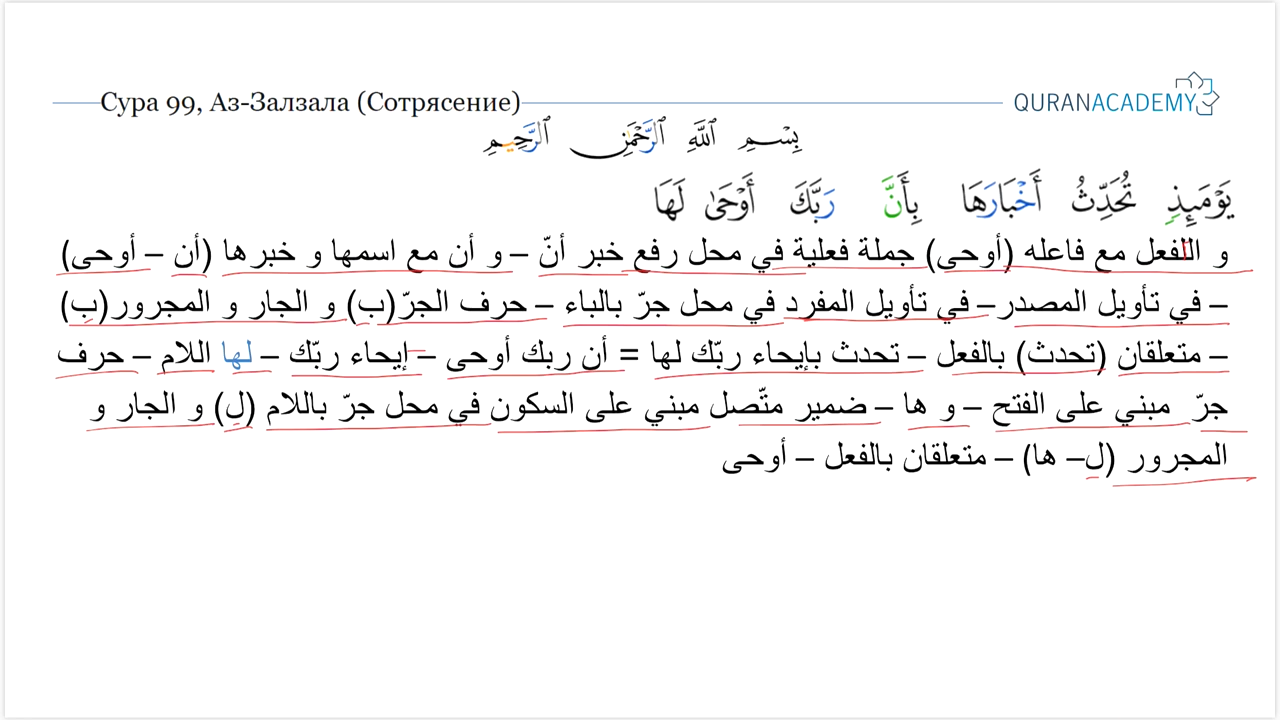 Сура 99, Аз-Залзала (Сотрясение)
QURANACADEMY
بِسْمِ ٱللَّهِ ٱلرَّحْمَٰنِ ٱلرَّحِيمِ
يَوْمَئِذٍ تُحَدِّثُ أَخْبَارَهَا بِأَنَّ رَبَّكَ أَوْحَىٰ لَهَا
و اللفعل مع فاعله (أوحى) جملة فعلية في محل رفع خبر أنّ – و أن مع اسمها و خبرها (أن – أوحى)
– في تأويل المصدر– في تأويل المفرد في محل جرّ بالباء – حرف الجرّ(ب) و الجار و المجرور(بِ)
– متعلقان (تحدث) بالفعل – تحدث بإيحاء ربّك لها = أن ربك أوحى – إيحاء ربّك – لها اللام – حرف
جرّ مبني على الفتح – و ها – ضمير متّصل مبني على السكون في محل جرّ باللام (لِ) و الجار و
المجرور (لِ– ها) – متعلقان بالفعل – أوحى